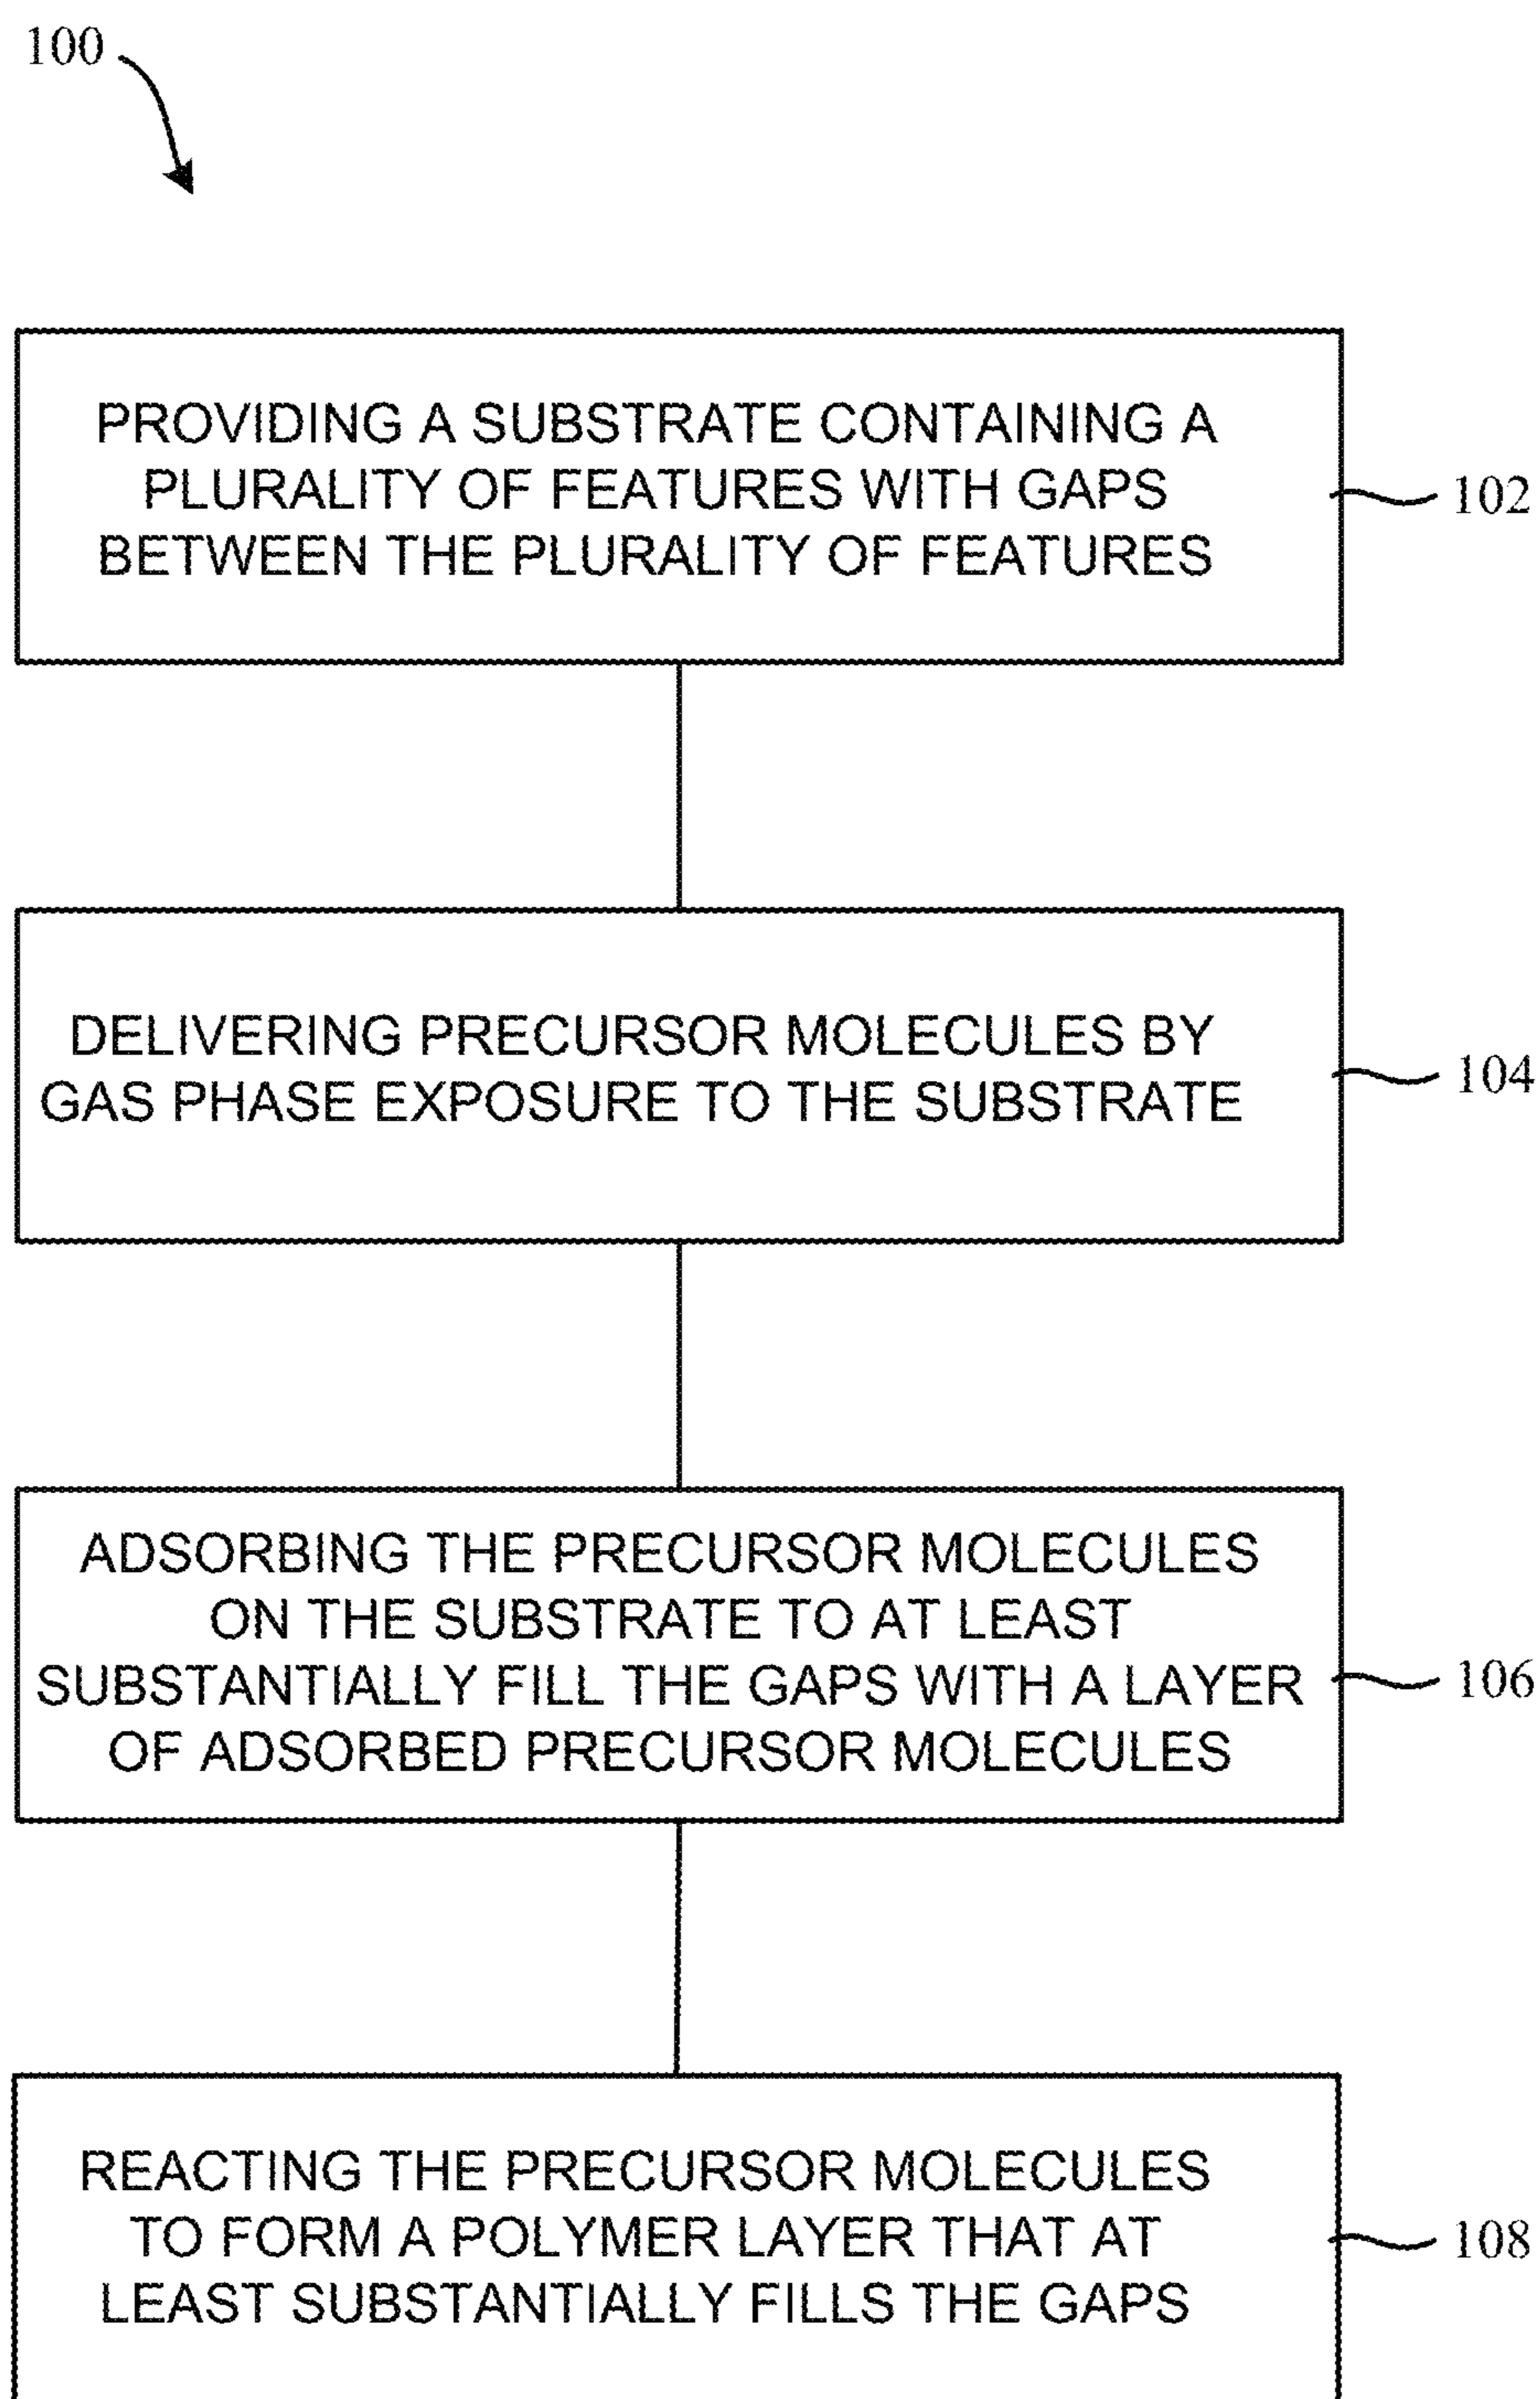 100
PROVIDING A SUBSTRATE CONTAINING A
PLURALITY OF FEATURES WITH GAPS
BETWEEN THE PLURALITY OF FEATURES
102
DELIVERING PRECURSOR MOLECULES BY
GAS PHASE EXPOSURE TO THE SUBSTRATE
104
ADSORBING THE PRECURSOR MOLECULES
ON THE SUBSTRATE TO AT LEAST
SUBSTANTIALLY FILL THE GAPS WITH A LAYER
OF ADSORBED PRECURSOR MOLECULES
106
REACTING THE PRECURSOR MOLECULES
TO FORM A POLYMER LAYER THAT AT
LEAST SUBSTANTIALLY FILLS THE GAPS
108